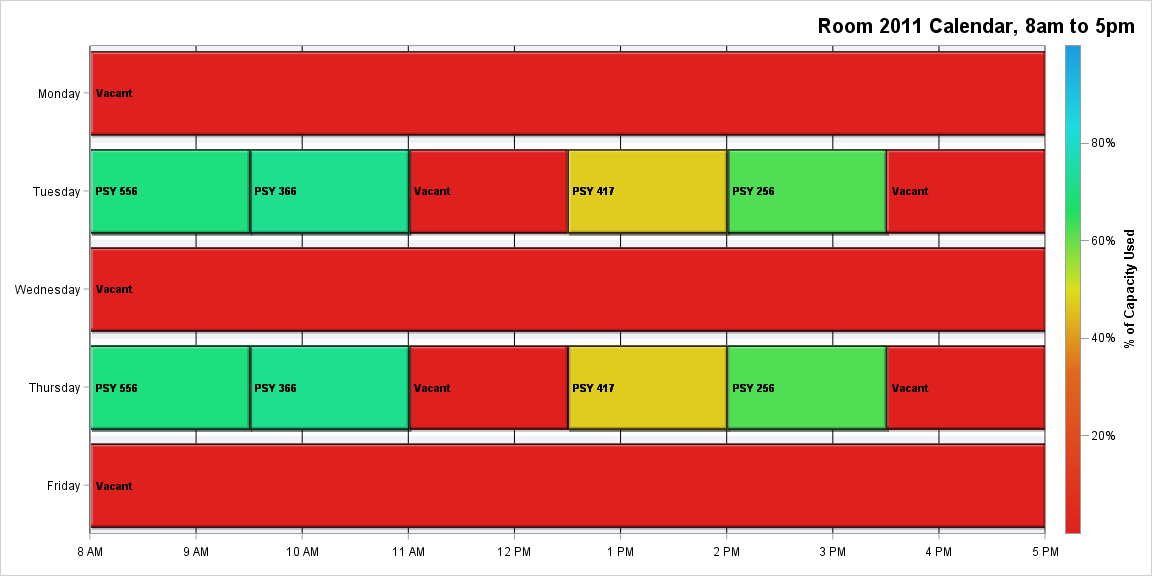 Room 2011 Calendar, 8am to 5pm
Monday
Vacant
Tuesday
PSY 556
PSY 366
Vacant
PSY 417
PSY 256
Vacant
Wednesday
Vacant
Thursday
PSY 556
PSY 366
Vacant
PSY 417
PSY 256
Vacant
Friday
Vacant
8 AM
9 AM
10 AM
11 AM
12 PM
1 PM
2 PM
3 PM
4 PM
5 PM
80%
60%
40%
20%
% of Capacity Used